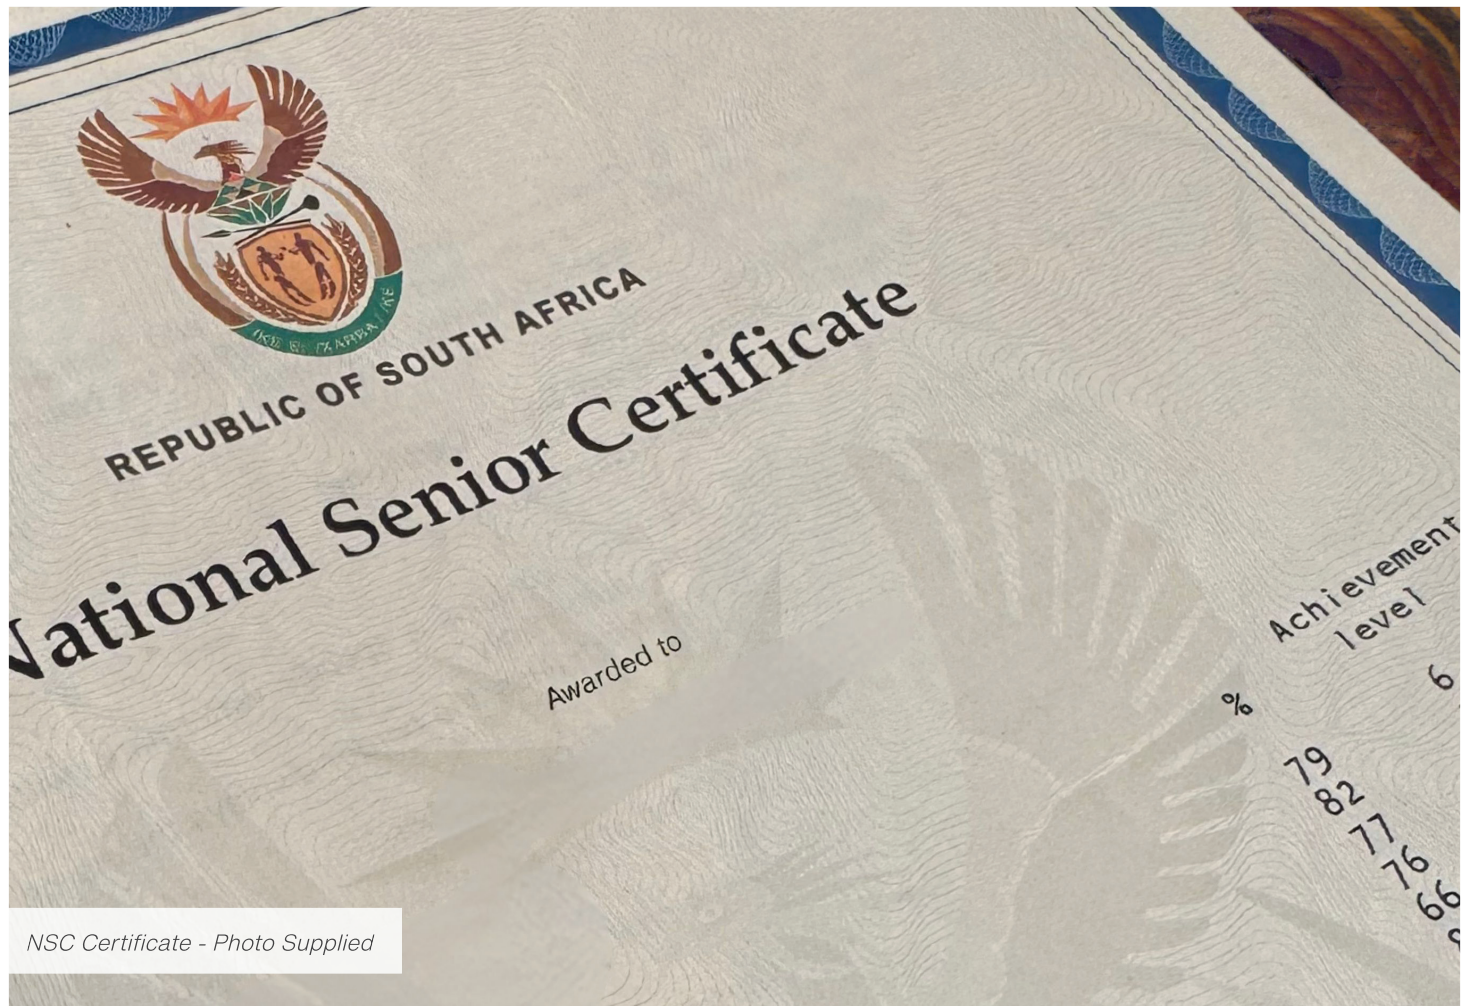 REPUBLIC OF SOUTH AFRICA
National Senior Certificate
Awarded to
Achievement
level
%
6
79
82
77
76
66
NSC Certificate - Photo Supplied